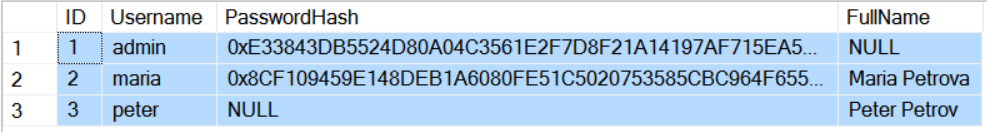 ID Username PasswordHash FullName
1 1 admin 0xE33843DB5524D80A04C3561E2F7D8F21A14197AF715EA5... NULL
2 2 maria 0x8CF109459E148DEB1A6080FE51C5020753585CBC964F655... Maria Petrova
3 3 peter NULL Peter Petrov